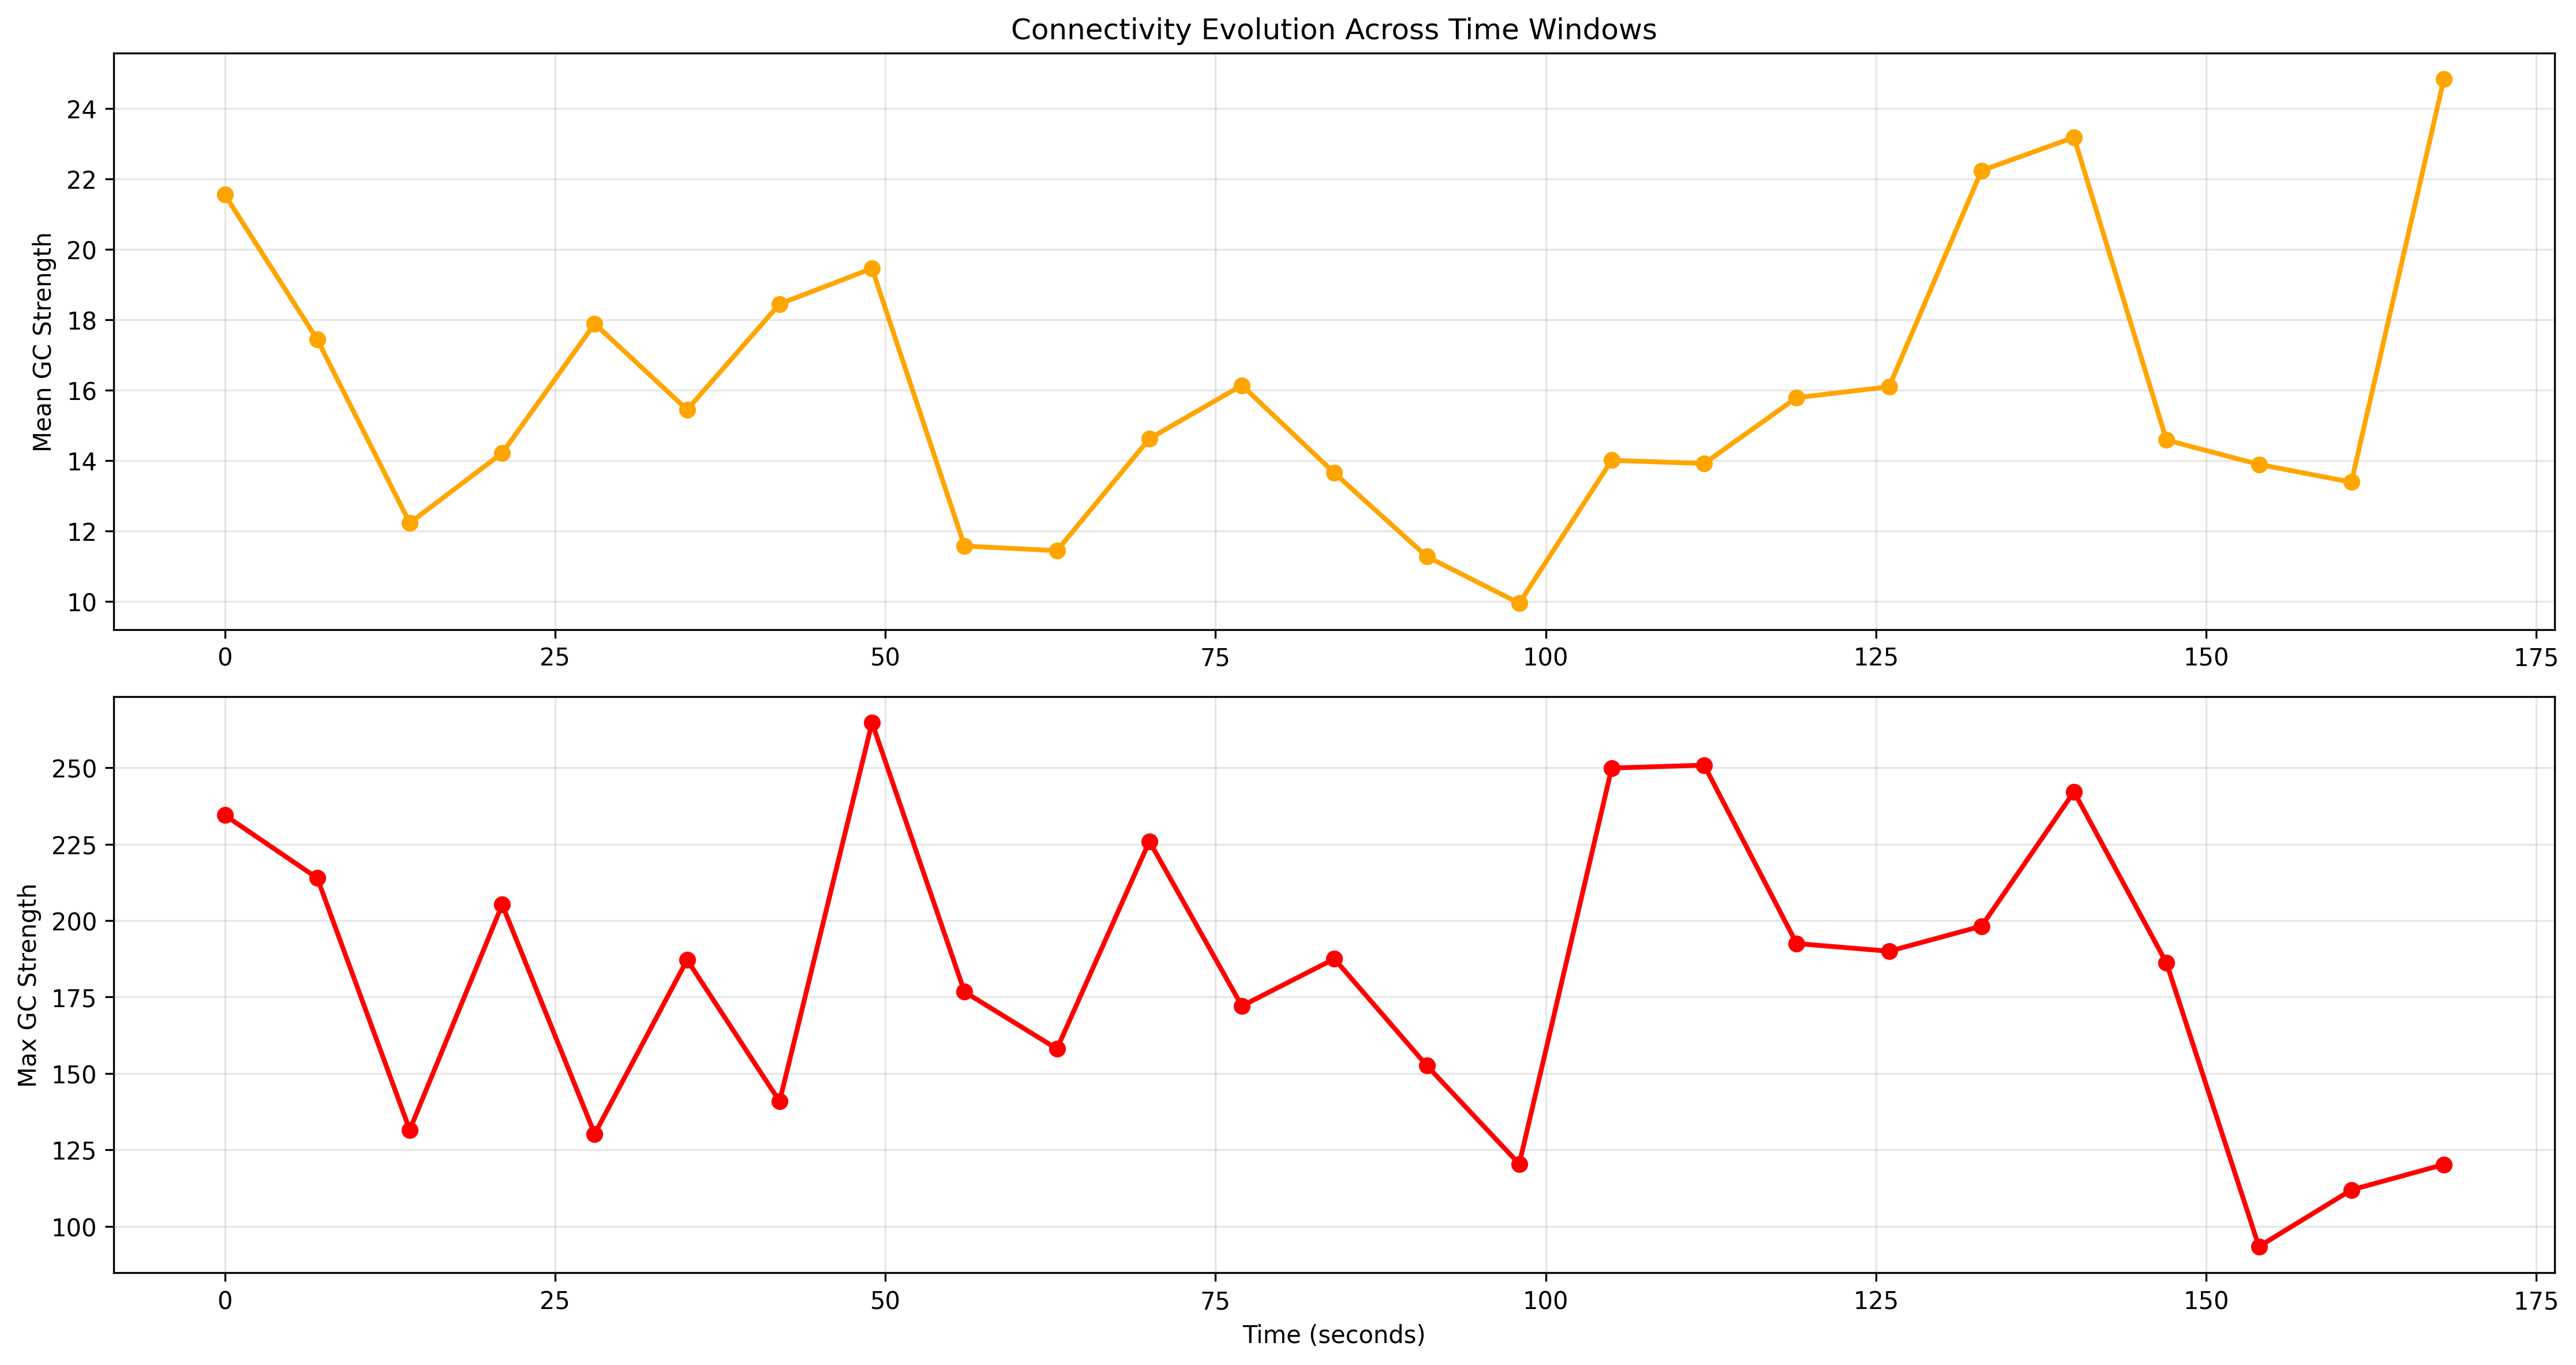 Connectivity Evolution Across Time Windows
Mean GC Strength
24
22
20
18
16
14
12
10
0 25 50 75 100 125 150 175
Max GC Strength
250
225
200
175
150
125
100
0 25 50 75 100 125 150 175
Time (seconds)